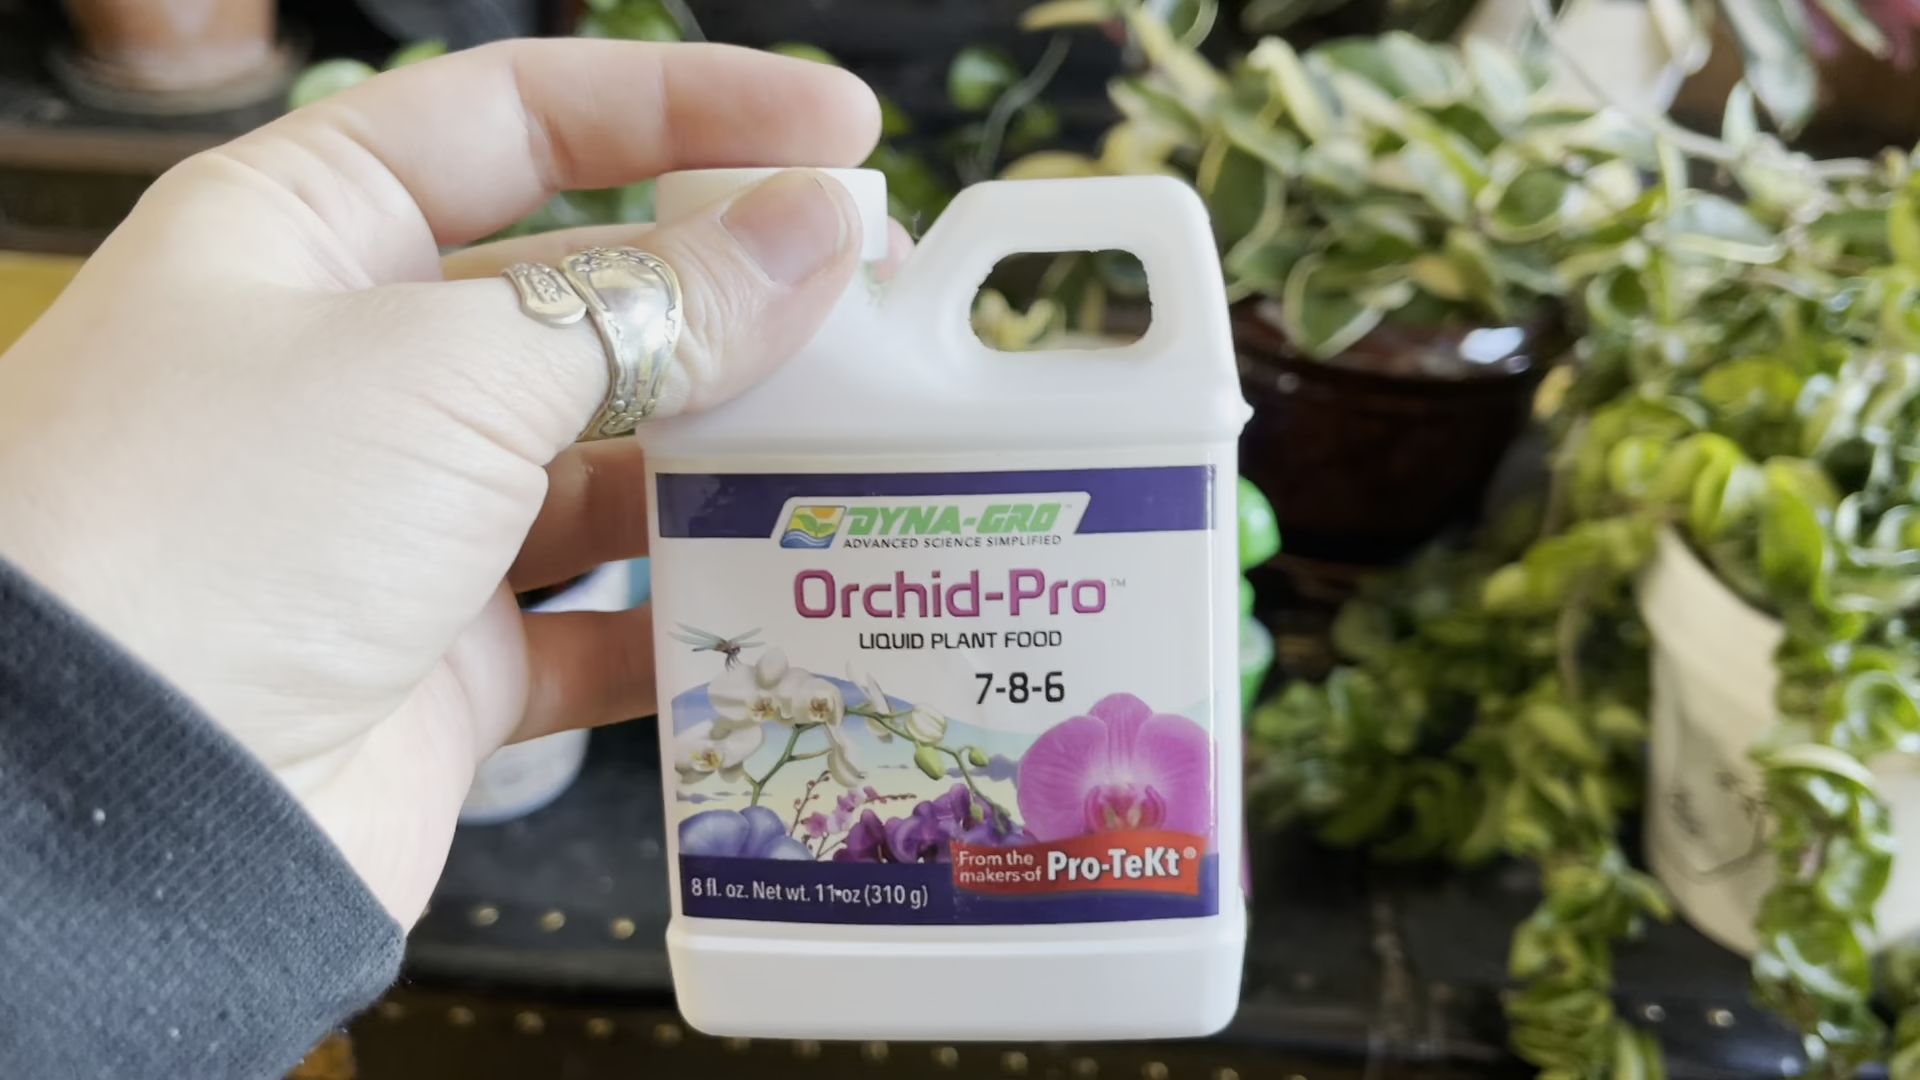 DYNA-GRO™
ADVANCED SCIENCE SIMPLIFIED
Orchid-Pro™
LIQUID PLANT FOOD
7-8-6
From the
makers of Pro-TeKt®
8 fl. oz. Net wt. 11 oz (310 g)